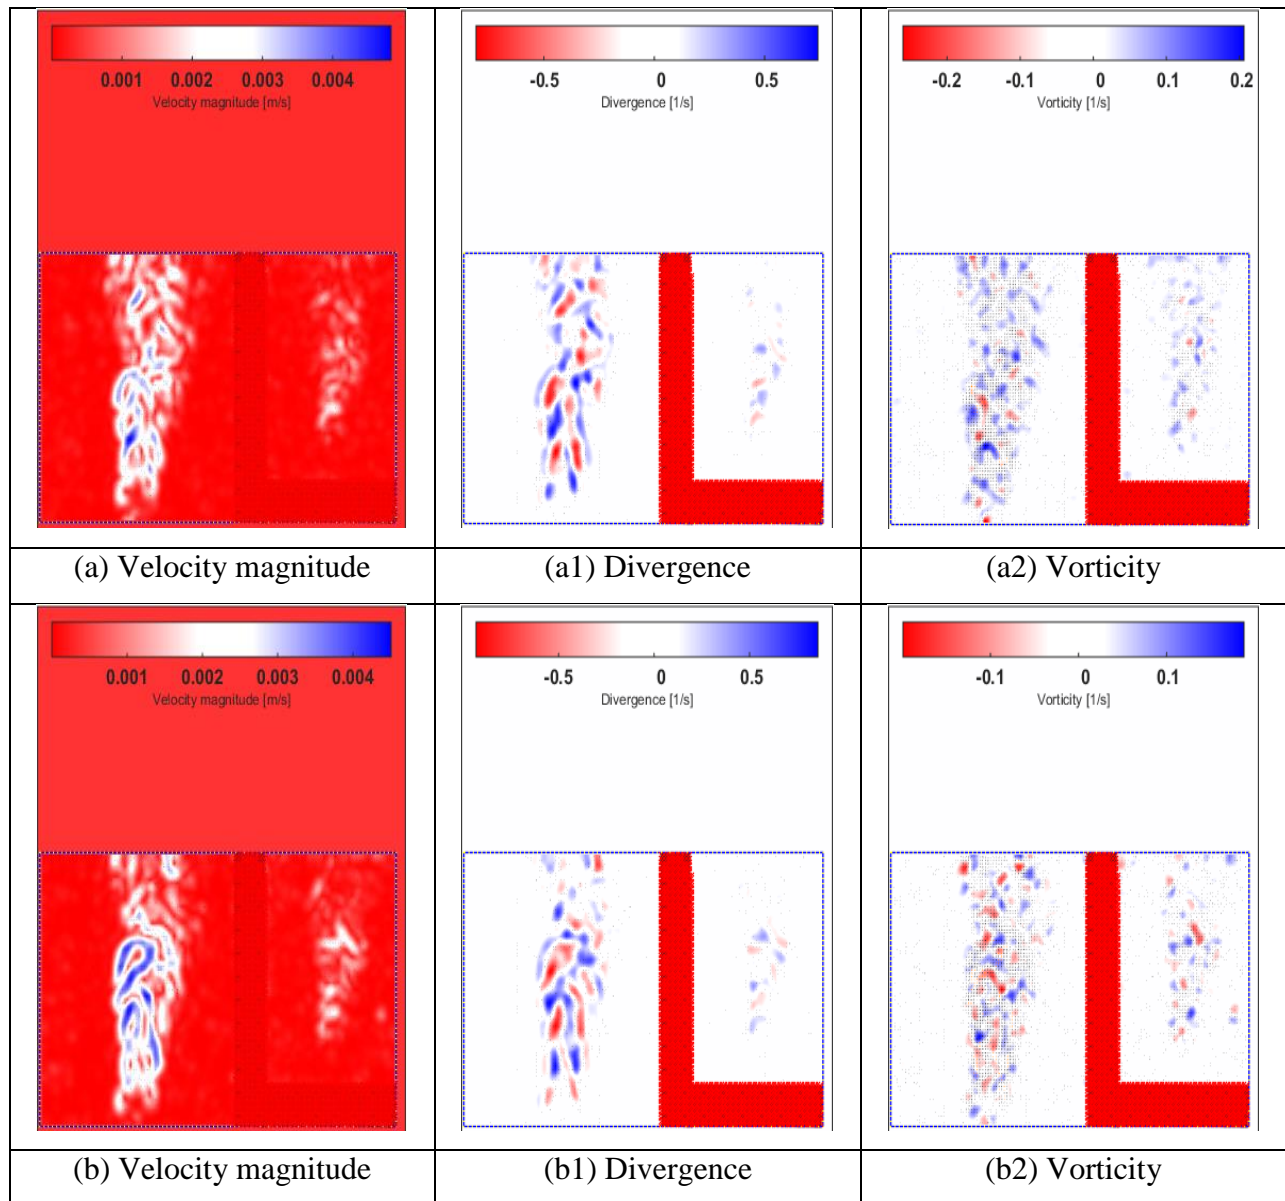 0.001 0.002 0.003 0.004
Velocity magnitude [m/s]
-0.5 0 0.5
Divergence [1/s]
-0.2 -0.1 0 0.1 0.2
Vorticity [1/s]
(a) Velocity magnitude
(a1) Divergence
(a2) Vorticity
0.001 0.002 0.003 0.004
Velocity magnitude [m/s]
-0.5 0 0.5
Divergence [1/s]
-0.1 0 0.1
Vorticity [1/s]
(b) Velocity magnitude
(b1) Divergence
(b2) Vorticity